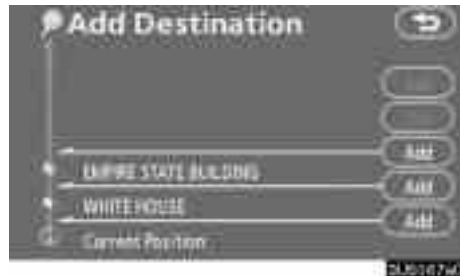 Add Destination
Add
EMPIRE STATE BUILDING
Add
WHITE HOUSE
Add
Current Position